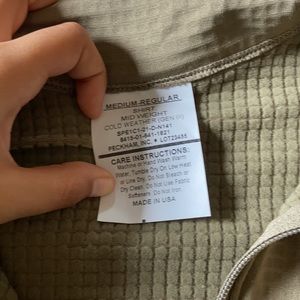 MEDIUM-REGULAR
SHIRT
MID WEIGHT
COLD WEATHER (GEN III)
SPE1C1-21-D-N141
8415-01-641-1821
PECKHAM, INC. # LOT23455
CARE INSTRUCTIONS:
Machine or Hand Wash Warm
Water, Tumble Dry On Low Heat
or Line Dry. Do Not Bleach or
Dry Clean. Do Not Use Fabric
Softeners Do Not Iron.
MADE IN USA